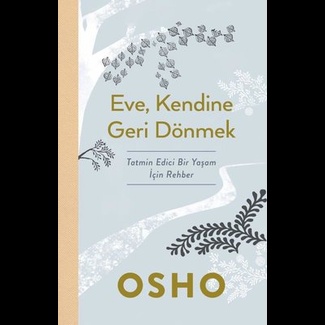 Eve, Kendine
Geri Dönmek
Tatmin Edici Bir Yaşam
İçin Rehber
OSHO